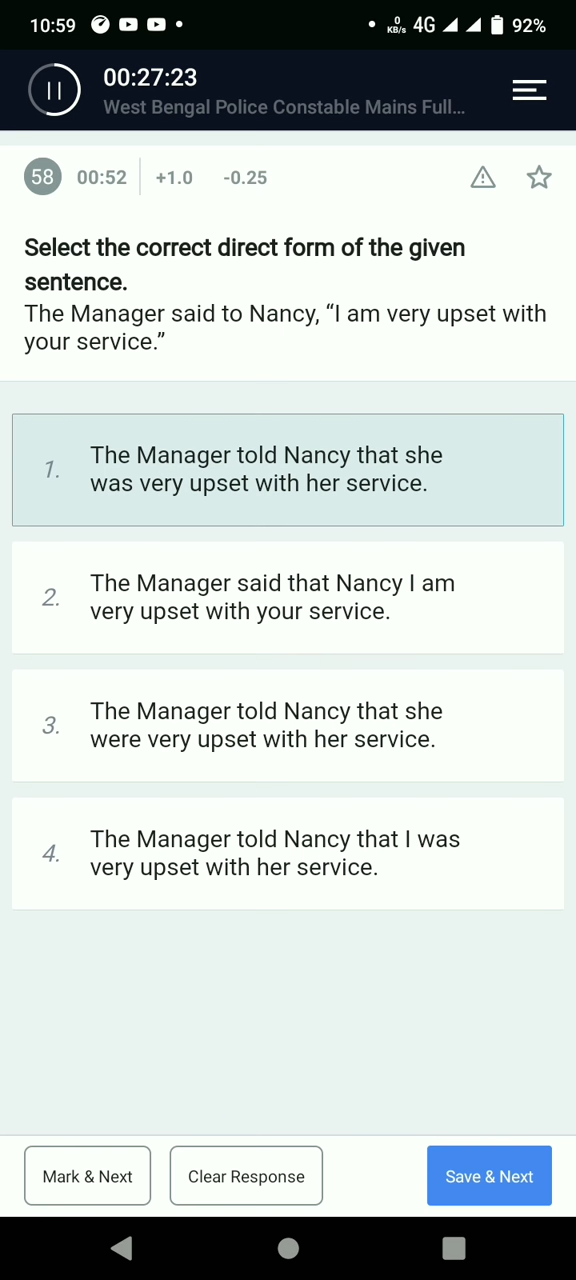 10:59
0
KB/s
4G
92%
00:27:23
West Bengal Police Constable Mains Full...
58
00:52
+1.0
-0.25
Select the correct direct form of the given
sentence.
The Manager said to Nancy, “I am very upset with
your service.”
1.
The Manager told Nancy that she
was very upset with her service.
2.
The Manager said that Nancy I am
very upset with your service.
3.
The Manager told Nancy that she
were very upset with her service.
4.
The Manager told Nancy that I was
very upset with her service.
Mark & Next
Clear Response
Save & Next